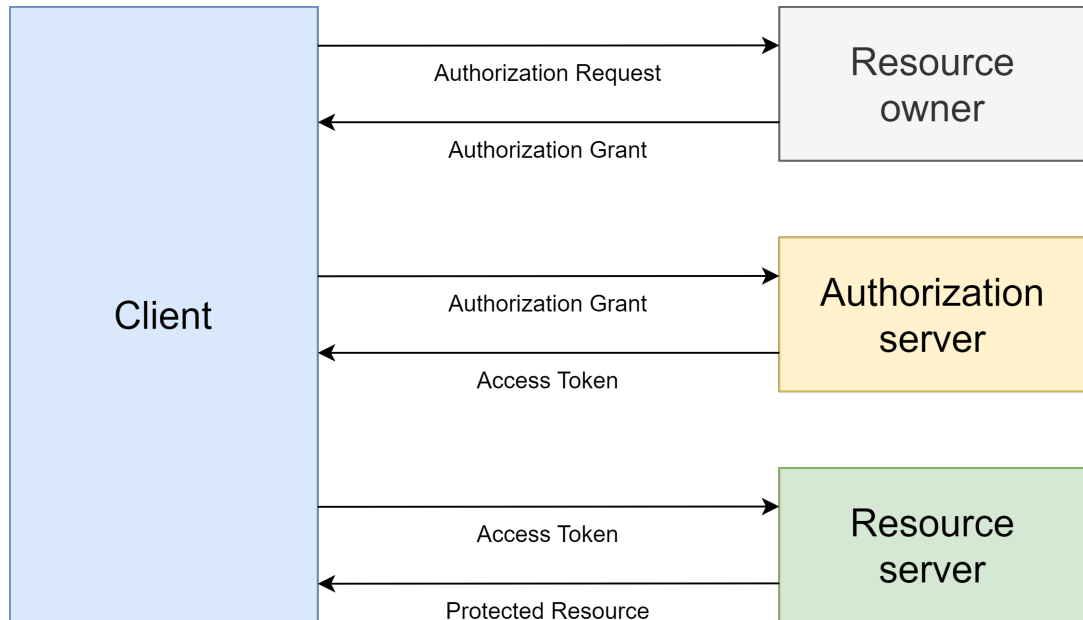 Authorization Request
Resource
owner
Authorization Grant
Client
Authorization Grant
Authorization
server
Access Token
Access Token
Resource
server
Protected Resource